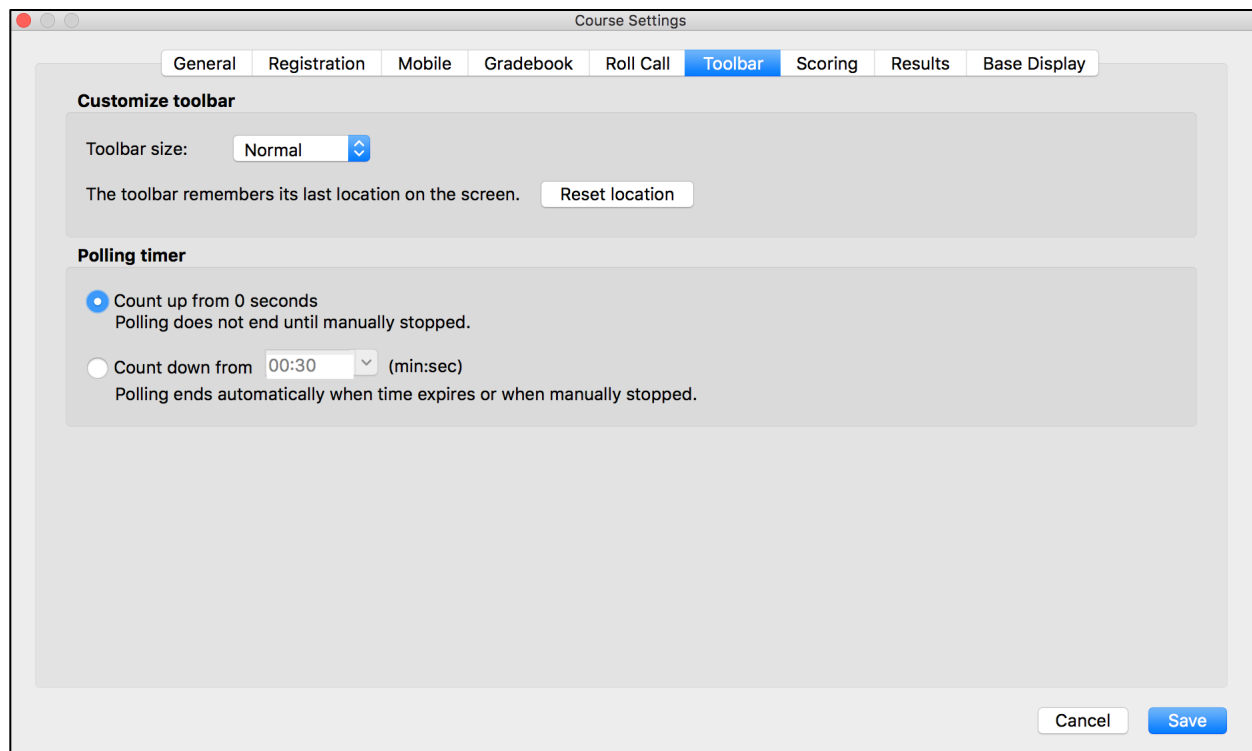 Course Settings
General Registration Mobile Gradebook Roll Call Toolbar Scoring Results Base Display
Customize toolbar
Toolbar size: Normal
The toolbar remembers its last location on the screen. Reset location
Polling timer
Count up from 0 seconds
Polling does not end until manually stopped.
Count down from 00:30 (min:sec)
Polling ends automatically when time expires or when manually stopped.
Cancel Save